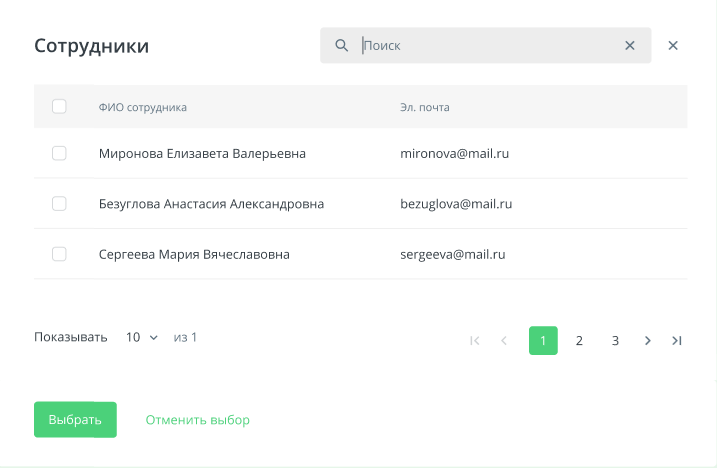 Сотрудники
Поиск
ФИО сотрудника Эл. почта
Миронова Елизавета Валерьевна mironova@mail.ru
Безуглова Анастасия Александровна bezuglova@mail.ru
Сергеева Мария Вячеславовна sergeeva@mail.ru
Показывать 10 из 1 1 2 3
Выбрать Отменить выбор